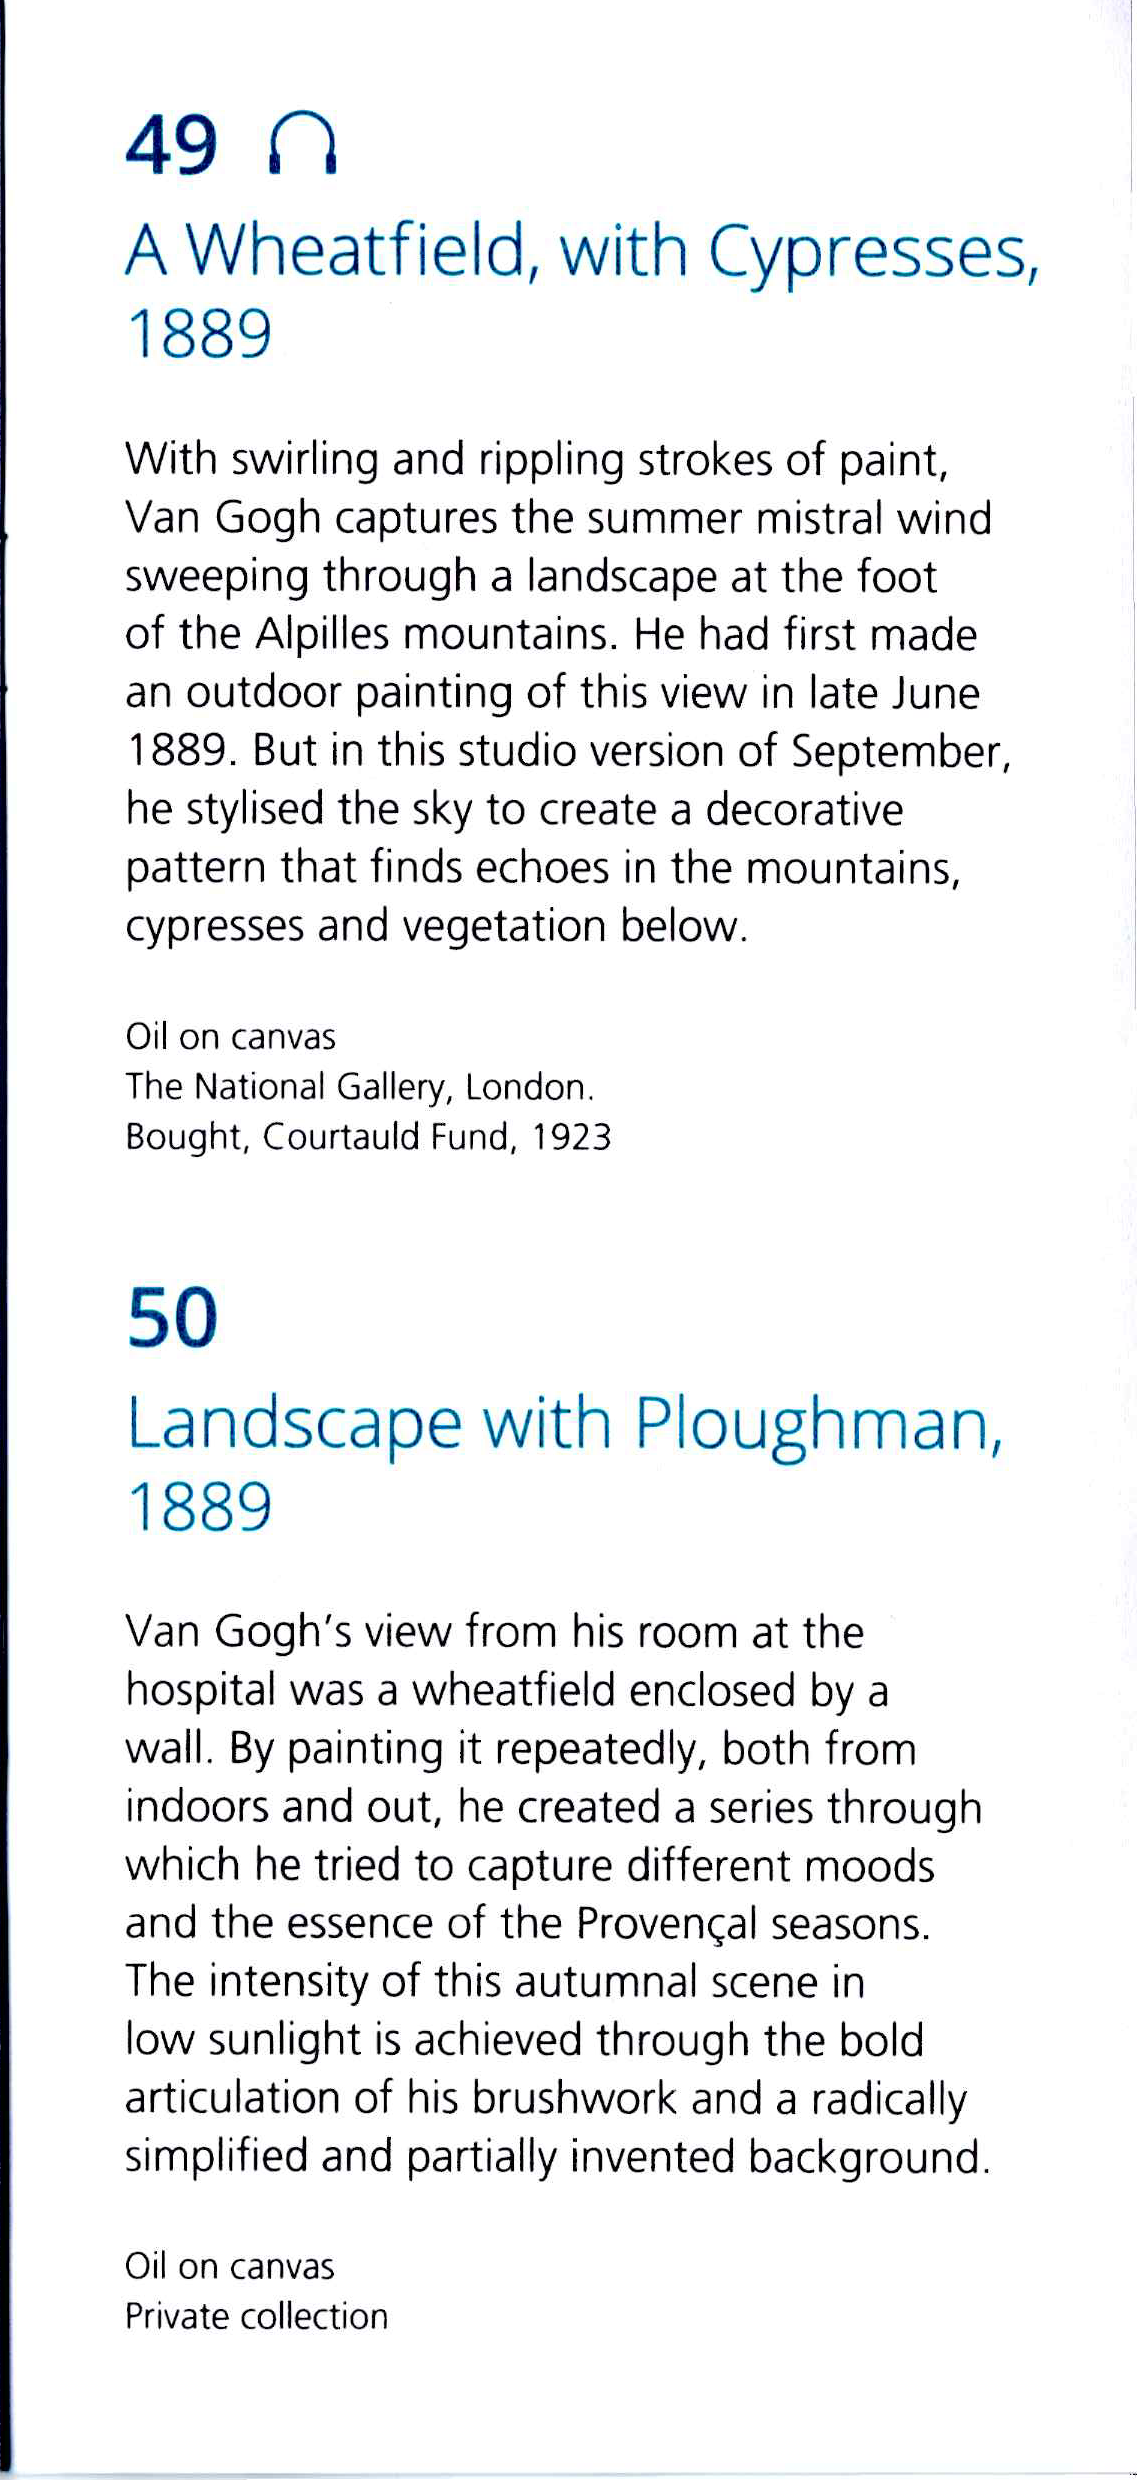 49
A Wheatfield, with Cypresses,
1889
With swirling and rippling strokes of paint,
Van Gogh captures the summer mistral wind
sweeping through a landscape at the foot
of the Alpilles mountains. He had first made
an outdoor painting of this view in late June
1889. But in this studio version of September,
he stylised the sky to create a decorative
pattern that finds echoes in the mountains,
cypresses and vegetation below.
Oil on canvas
The National Gallery, London.
Bought, Courtauld Fund, 1923
50
Landscape with Ploughman,
1889
Van Gogh's view from his room at the
hospital was a wheatfield enclosed by a
wall. By painting it repeatedly, both from
indoors and out, he created a series through
which he tried to capture different moods
and the essence of the Provençal seasons.
The intensity of this autumnal scene in
low sunlight is achieved through the bold
articulation of his brushwork and a radically
simplified and partially invented background.
Oil on canvas
Private collection